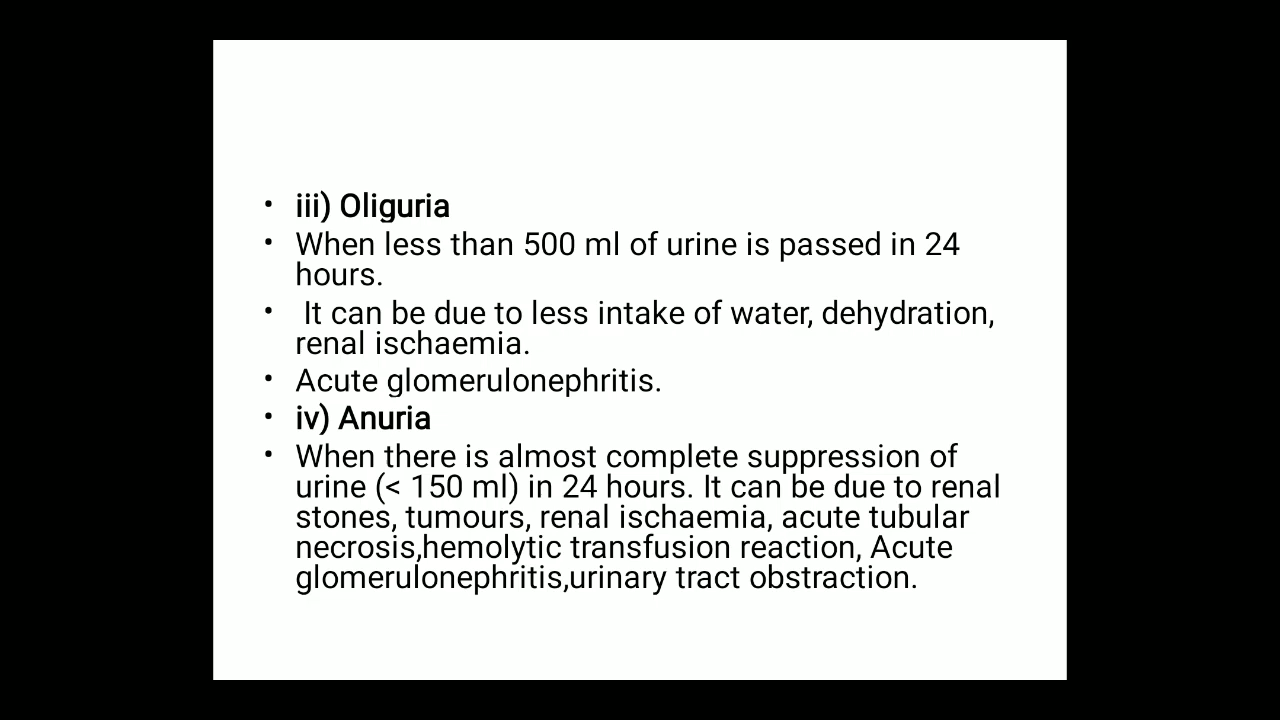 • iii) Oliguria
• When less than 500 ml of urine is passed in 24
hours.
• It can be due to less intake of water, dehydration,
renal ischaemia.
• Acute glomerulonephritis.
• iv) Anuria
• When there is almost complete suppression of
urine (< 150 ml) in 24 hours. It can be due to renal
stones, tumours, renal ischaemia, acute tubular
necrosis,hemolytic transfusion reaction, Acute
glomerulonephritis,urinary tract obstraction.